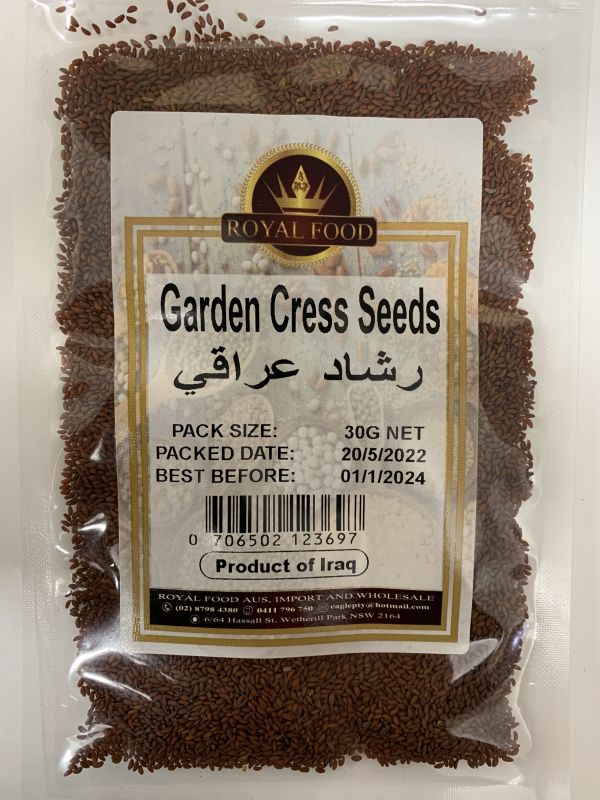 ROYAL FOOD
Garden Cress Seeds
رشاد عراقي
PACK SIZE: 30G NET
PACKED DATE: 20/5/2022
BEST BEFORE: 01/1/2024
0 706502 123697
Product of Iraq
ROYAL FOOD AUS, IMPORT AND WHOLESALE
(02) 8798 4380 0411 796 750 eaglepty@hotmail.com
6/64 Hassall St, Wetherill Park NSW 2164